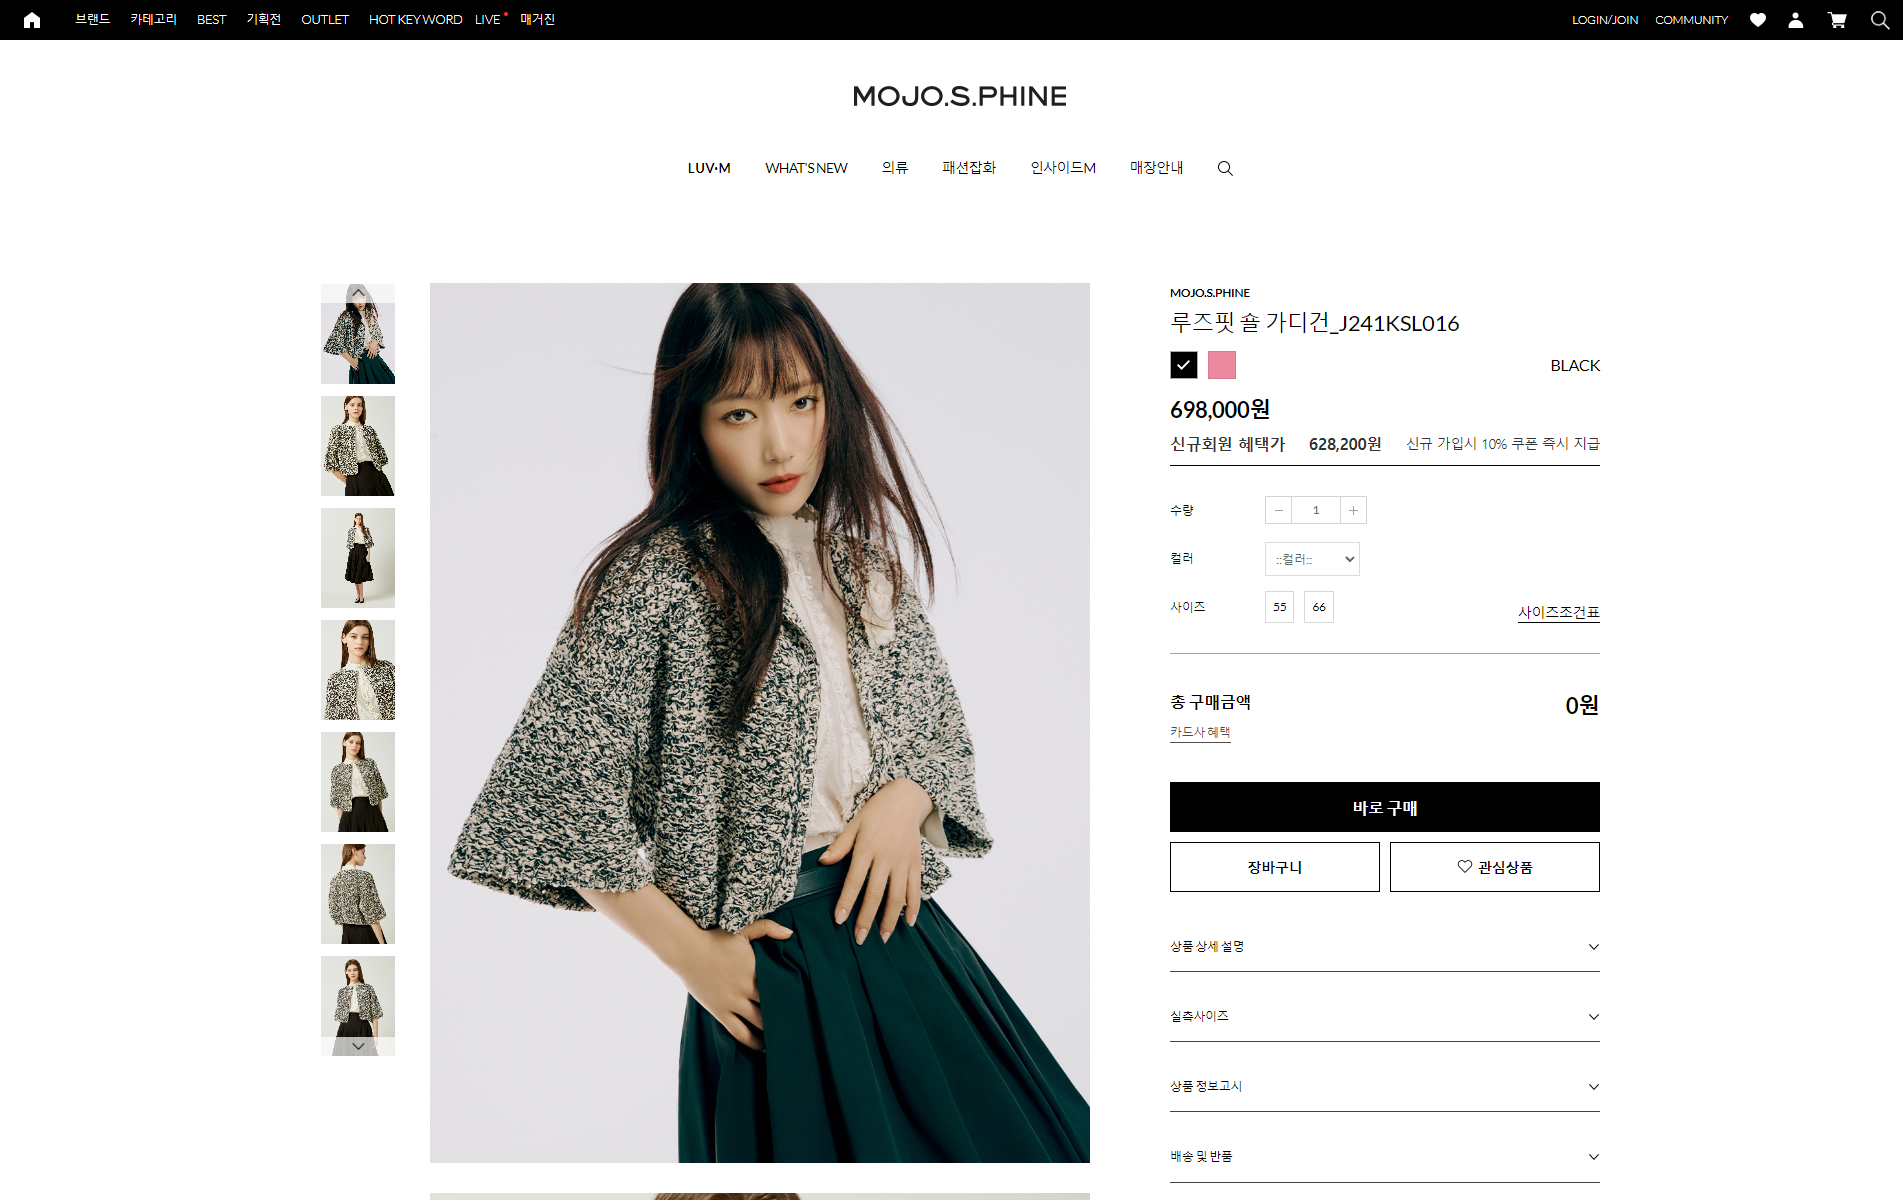 브랜드 카테고리 BEST 기획전 OUTLET HOT KEYWORD LIVE 매거진 LOGIN/JOIN COMMUNITY
MOJO.S.PHINE
LUV·M WHAT'S NEW 의류 패션잡화 인사이드M 매장안내
MOJO.S.PHINE
루즈핏 숄 가디건_J241KSL016
BLACK
698,000원
신규회원 혜택가 628,200원 신규 가입시 10% 쿠폰 즉시 지급
수량 1
컬러 ::컬러::
사이즈 55 66 사이즈조건표
총 구매금액 0원
카드사 혜택
바로 구매
장바구니 관심상품
상품 상세 설명
실측사이즈
상품 정보고시
배송 및 반품